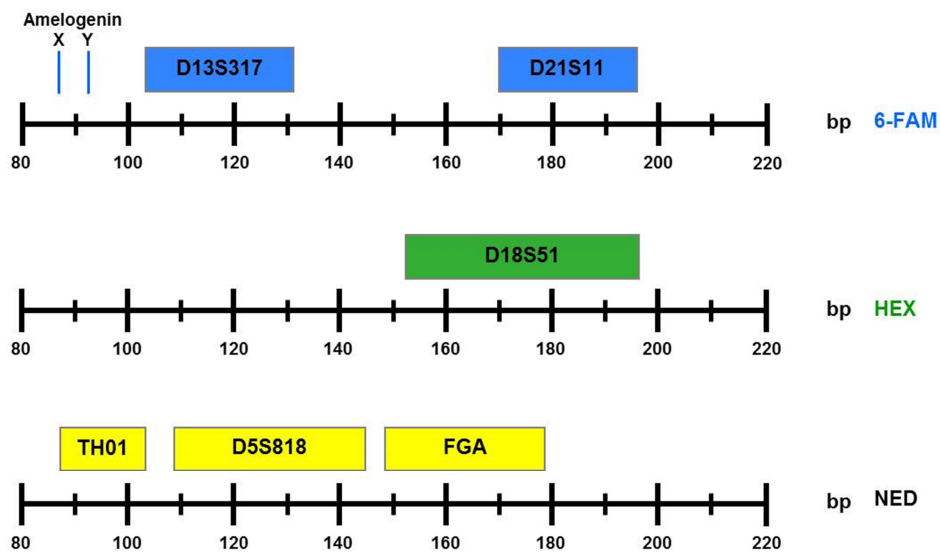 Amelogenin
X Y
D13S317 D21S11
bp 6-FAM
80 100 120 140 160 180 200 220
D18S51
bp HEX
80 100 120 140 160 180 200 220
TH01 D5S818 FGA
bp NED
80 100 120 140 160 180 200 220